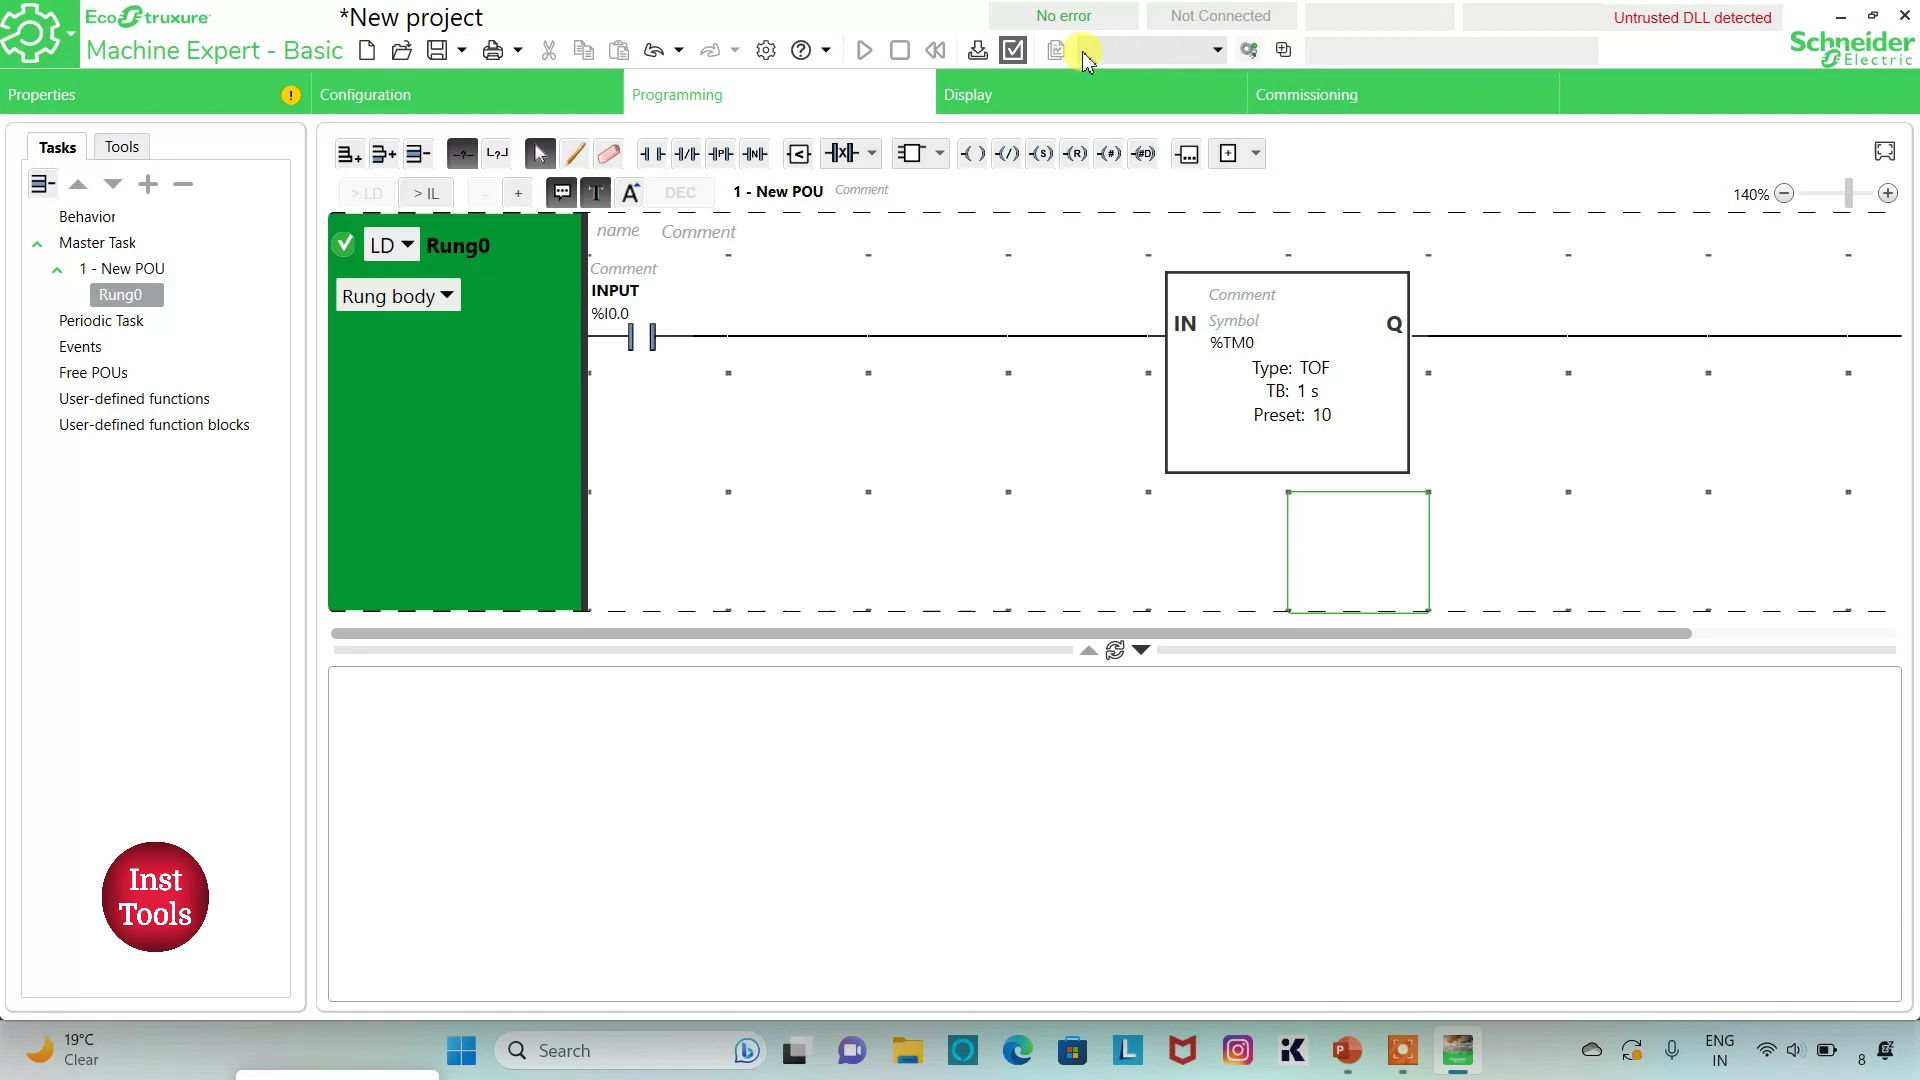 EcoStruxure
Machine Expert - Basic
*New project
No error
Not Connected
Untrusted DLL detected
Schneider
Electric
Properties
!
Configuration
Programming
Display
Commissioning
Tasks
Tools
> LD
> IL
-
+
T
A
DEC
1 - New POU
Comment
140%
Behavior
Master Task
1 - New POU
Rung0
Periodic Task
Events
Free POUs
User-defined functions
User-defined function blocks
LD
Rung0
Rung body
name
Comment
Comment
INPUT
%I0.0
Comment
IN
Symbol
Q
%TM0
Type: TOF
TB: 1 s
Preset: 10
Inst
Tools
19°C
Clear
Search
ENG
IN
8